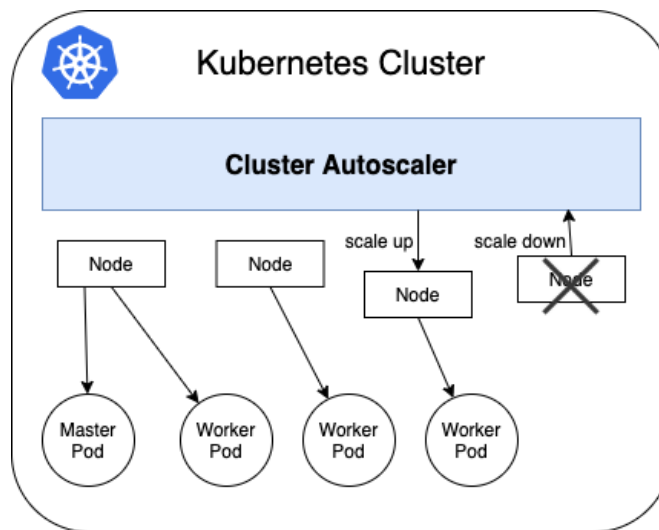 Kubernetes Cluster
Cluster Autoscaler
scale up
scale down
Node
Node
Node
Node
Master
Pod
Worker
Pod
Worker
Pod
Worker
Pod